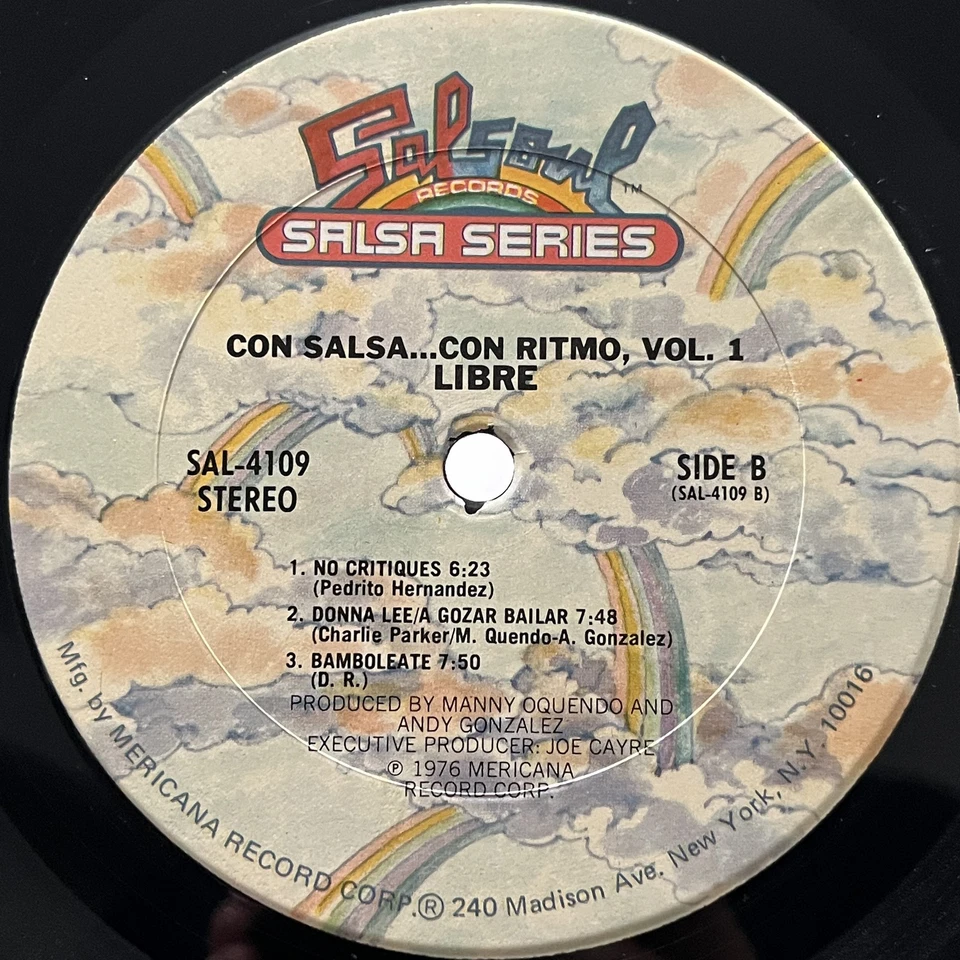 Salsoul TM
RECORDS
SALSA SERIES
CON SALSA...CON RITMO, VOL. 1
LIBRE
SAL-4109
STEREO
SIDE B
(SAL-4109 B)
1. NO CRITIQUES 6:23
(Pedrito Hernandez)
2. DONNA LEE/A GOZAR BAILAR 7:48
(Charlie Parker/M. Quendo-A. Gonzalez)
3. BAMBOLEATE 7:50
(D. R.)
PRODUCED BY MANNY OQUENDO AND
ANDY GONZALEZ
EXECUTIVE PRODUCER: JOE CAYRE
℗ 1976 MERICANA
RECORD CORP.
Mfg. by MERICANA RECORD CORP.® 240 Madison Ave. New York, N.Y. 10016